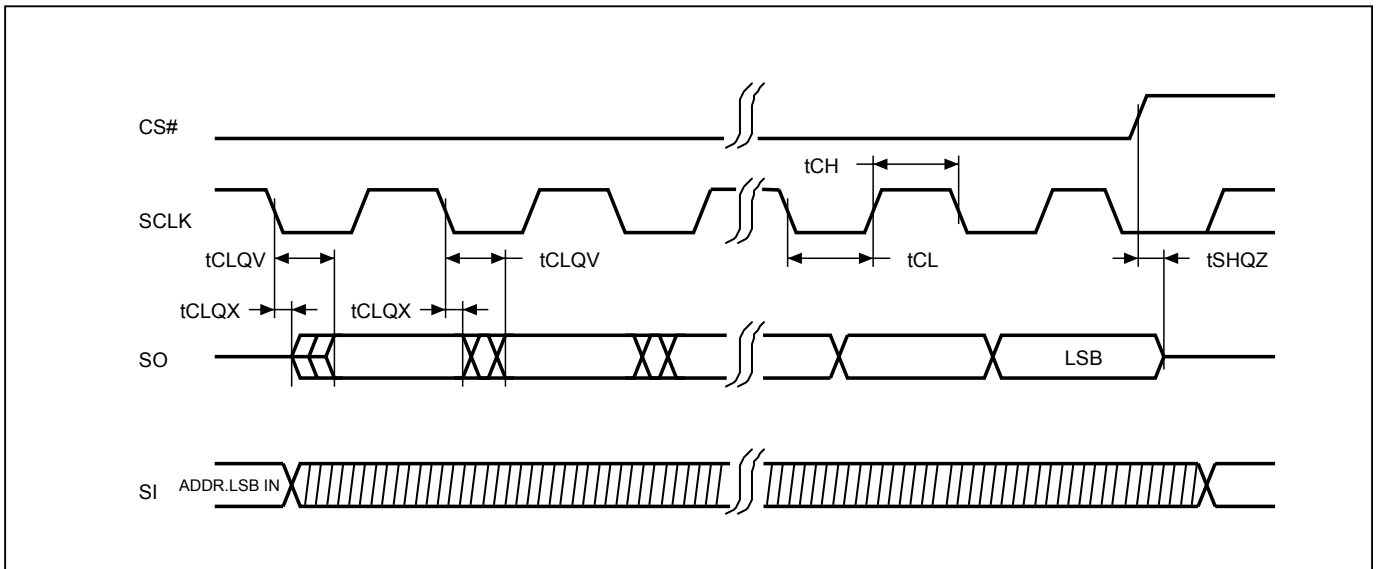 CS#
tCH
SCLK
tCLQV
tCLQV
tCL
tSHQZ
tCLQX
tCLQX
SO
LSB
SI
ADDR.LSB IN